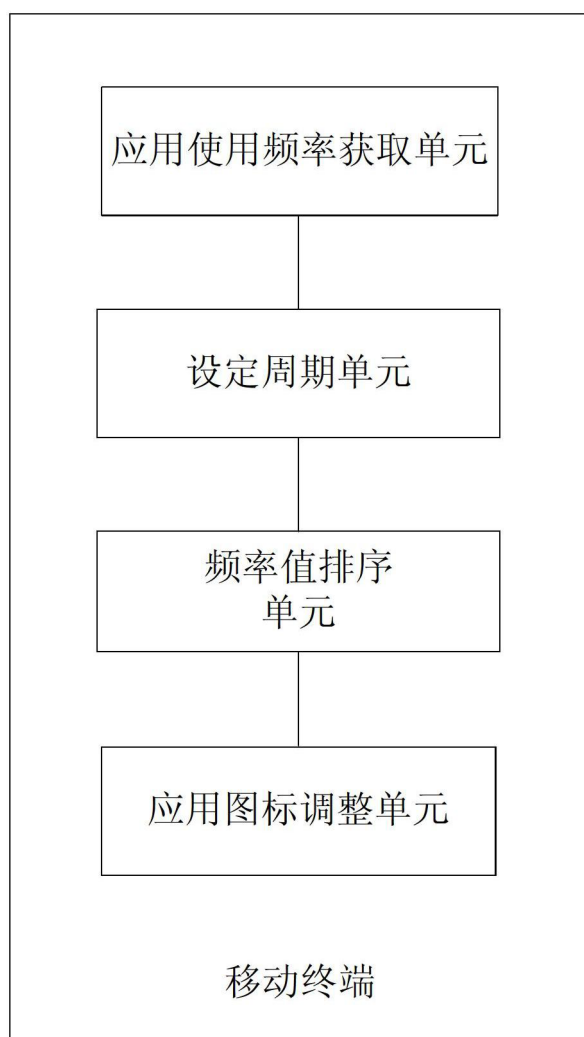 应用使用频率获取单元
设定周期单元
频率值排序
单元
应用图标调整单元
移动终端